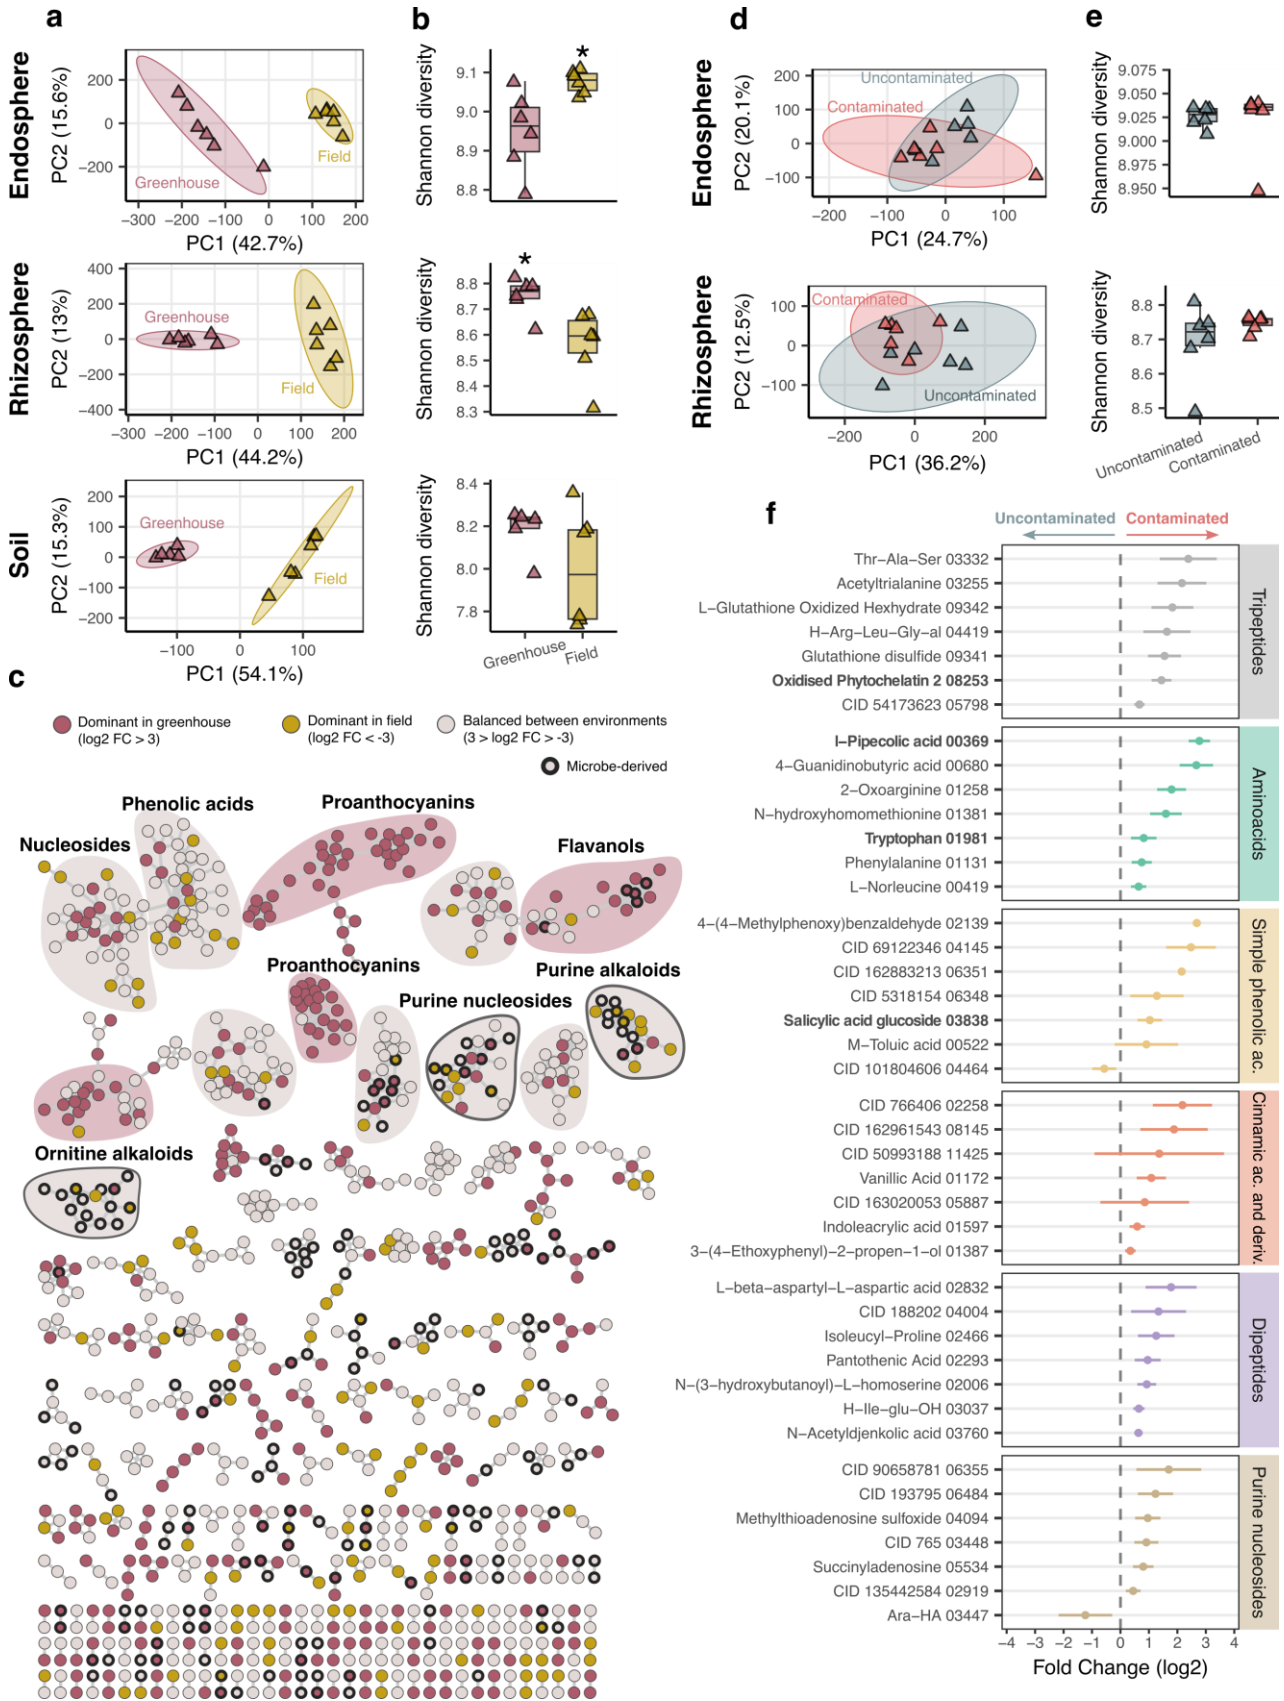 a
Endosphere
PC2 (15.6%)
200
0
−200
Greenhouse
Field
−300
−200
−100
0
100
200
PC1 (42.7%)
Rhizosphere
PC2 (13%)
400
200
0
−200
−400
Greenhouse
Field
−300
−200
−100
0
100
200
PC1 (44.2%)
Soil
PC2 (15.3%)
200
100
0
−100
−200
Greenhouse
Field
−100
0
100
PC1 (54.1%)
b
Shannon diversity
9.1
9.0
8.9
8.8
*
Shannon diversity
8.8
8.7
8.6
8.5
8.4
8.3
*
Shannon diversity
8.4
8.2
8.0
7.8
Greenhouse
Field
d
Endosphere
PC2 (20.1%)
200
100
0
−100
Uncontaminated
Contaminated
−200
−100
0
100
PC1 (24.7%)
Rhizosphere
PC2 (12.5%)
100
0
−100
Contaminated
Uncontaminated
−200
0
200
PC1 (36.2%)
e
Shannon diversity
9.075
9.050
9.025
9.000
8.975
8.950
Shannon diversity
8.8
8.7
8.6
8.5
Uncontaminated
Contaminated
c
Dominant in greenhouse
(log2 FC > 3)
Dominant in field
(log2 FC < -3)
Balanced between environments
(3 > log2 FC > -3)
Microbe-derived
Phenolic acids
Proanthocyanins
Nucleosides
Flavanols
Proanthocyanins
Purine alkaloids
Purine nucleosides
Ornitine alkaloids
f
Uncontaminated
Contaminated
Thr−Ala−Ser 03332
Acetyltrialanine 03255
L−Glutathione Oxidized Hexhydrate 09342
H−Arg−Leu−Gly−al 04419
Glutathione disulfide 09341
Oxidised Phytochelatin 2 08253
CID 54173623 05798
Tripeptides
l−Pipecolic acid 00369
4−Guanidinobutyric acid 00680
2−Oxoarginine 01258
N−hydroxyhomomethionine 01381
Tryptophan 01981
Phenylalanine 01131
L−Norleucine 00419
Aminoacids
4−(4−Methylphenoxy)benzaldehyde 02139
CID 69122346 04145
CID 162883213 06351
CID 5318154 06348
Salicylic acid glucoside 03838
M−Toluic acid 00522
CID 101804606 04464
Simple phenolic ac.
CID 766406 02258
CID 162961543 08145
CID 50993188 11425
Vanillic Acid 01172
CID 163020053 05887
Indoleacrylic acid 01597
3−(4−Ethoxyphenyl)−2−propen−1−ol 01387
Cinnamic ac. and deriv.
L−beta−aspartyl−L−aspartic acid 02832
CID 188202 04004
Isoleucyl−Proline 02466
Pantothenic Acid 02293
N−(3−hydroxybutanoyl)−L−homoserine 02006
H−Ile−glu−OH 03037
N−Acetyldjenkolic acid 03760
Dipeptides
CID 90658781 06355
CID 193795 06484
Methylthioadenosine sulfoxide 04094
CID 765 03448
Succinyladenosine 05534
CID 135442584 02919
Ara−HA 03447
Purine nucleosides
−4
−3
−2
−1
0
1
2
3
4
Fold Change (log2)